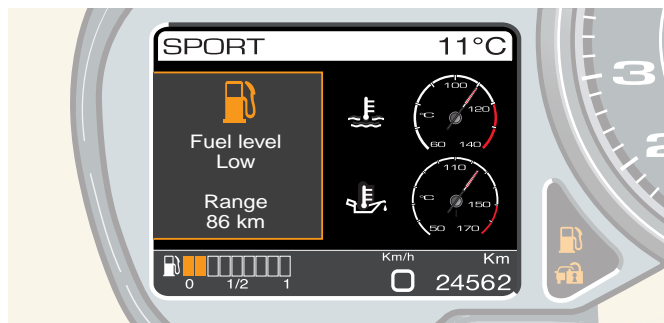 SPORT 11°C
Fuel level
Low
Range
86 km
100
120
°C
60 140
110
150
°C
50 170
Km/h Km
0 1/2 1
0 24562
3
2